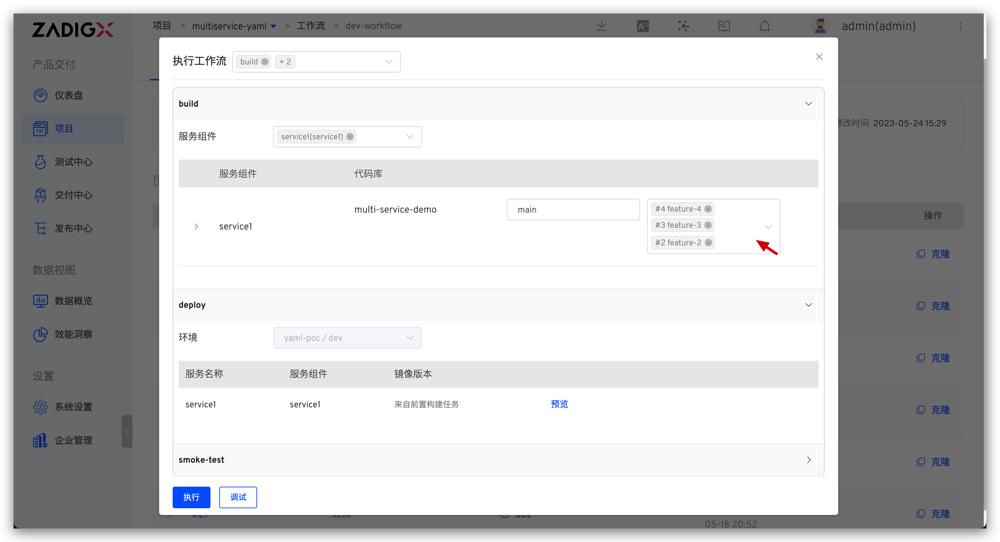 ZADIGX
项目 > multiservice-yaml > 工作流 > dev-workflow
admin(admin)
产品交付
仪表盘
PM 项目
测试中心
交付中心
发布中心
数据视图
数据概览
效能洞察
设置
系统设置
企业管理
执行工作流 build + 2
build
服务组件 service1(service1)
服务组件 代码库
service1 multi-service-demo main
#4 feature-4
#3 feature-3
#2 feature-2
deploy
环境 yaml-poc / dev
服务名称 服务组件 镜像版本
service1 service1 来自前置构建任务 预览
smoke-test
执行 调试
修改时间 2023-05-24 15:29
操作
克隆
克隆
克隆
克隆
克隆
克隆
05-18 20:52